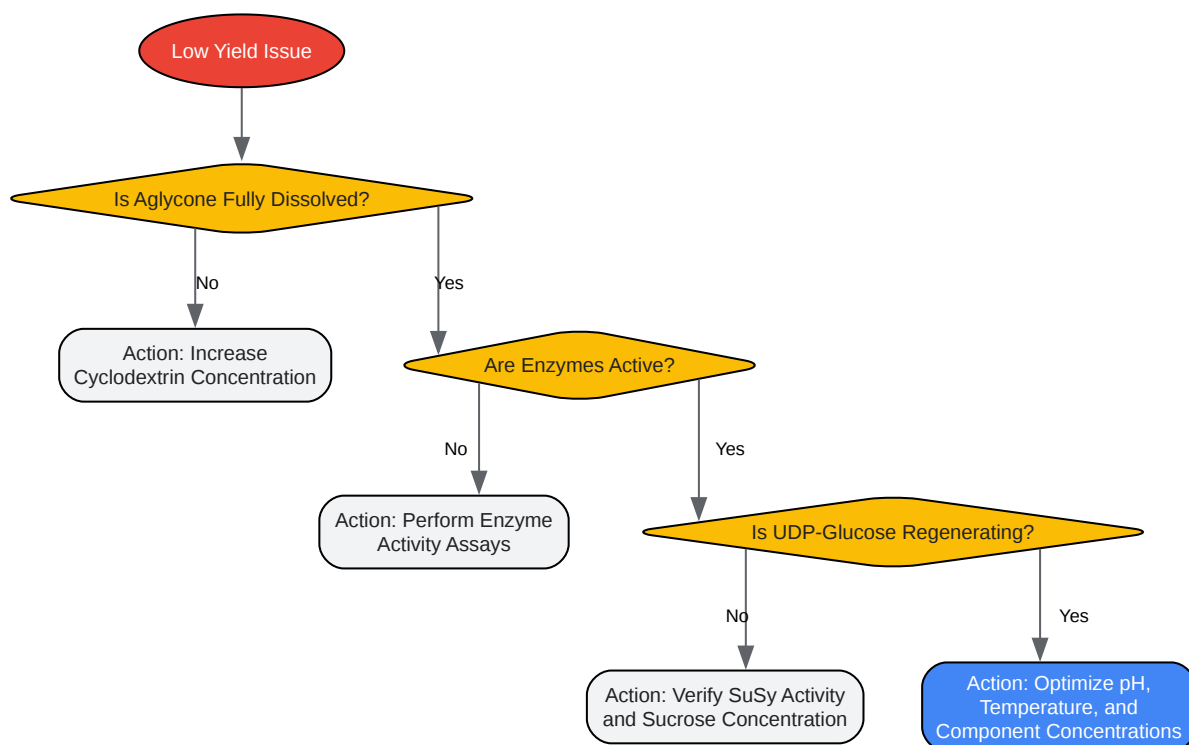 Low Yield Issue
Is Aglycone Fully Dissolved?
No
Yes
Action: Increase
Cyclodextrin Concentration
Are Enzymes Active?
No
Yes
Action: Perform Enzyme
Activity Assays
Is UDP-Glucose Regenerating?
No
Yes
Action: Verify SuSy Activity
and Sucrose Concentration
Action: Optimize pH,
Temperature, and
Component Concentrations